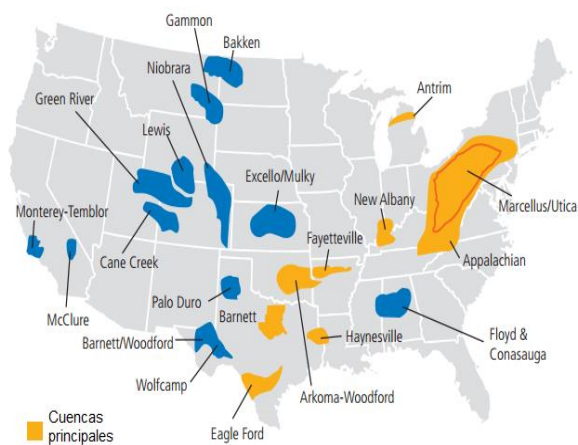 Gammon
Bakken
Niobrara
Antrim
Green River
Lewis
Excello/Mulky
New Albany
Marcellus/Utica
Monterey-Temblor
Fayetteville
Cane Creek
Appalachian
Palo Duro
McClure
Barnett
Barnett/Woodford
Haynesville
Floyd &
Conasauga
Wolfcamp
Arkoma-Woodford
Eagle Ford
Cuencas
principales